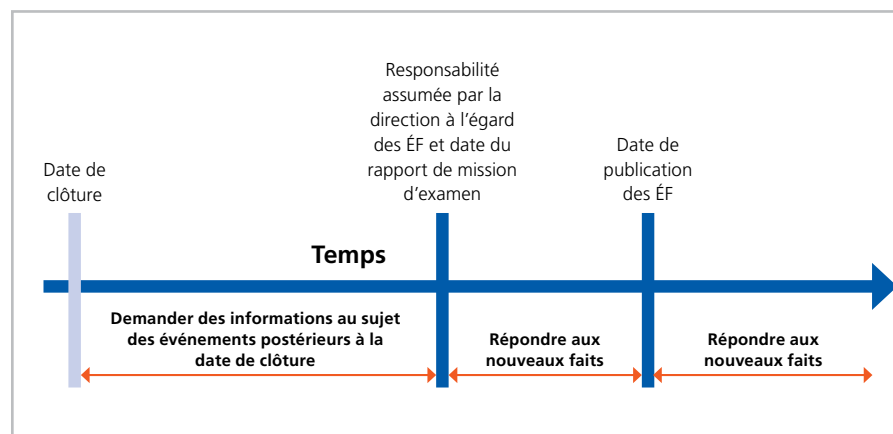 Date de
clôture
Responsabilité
assumée par la
direction à l'égard
des ÉF et date du
rapport de mission
d'examen
Date de
publication
des ÉF
Temps
Demander des informations au sujet
des événements postérieurs à la
date de clôture
Répondre aux
nouveaux faits
Répondre aux
nouveaux faits